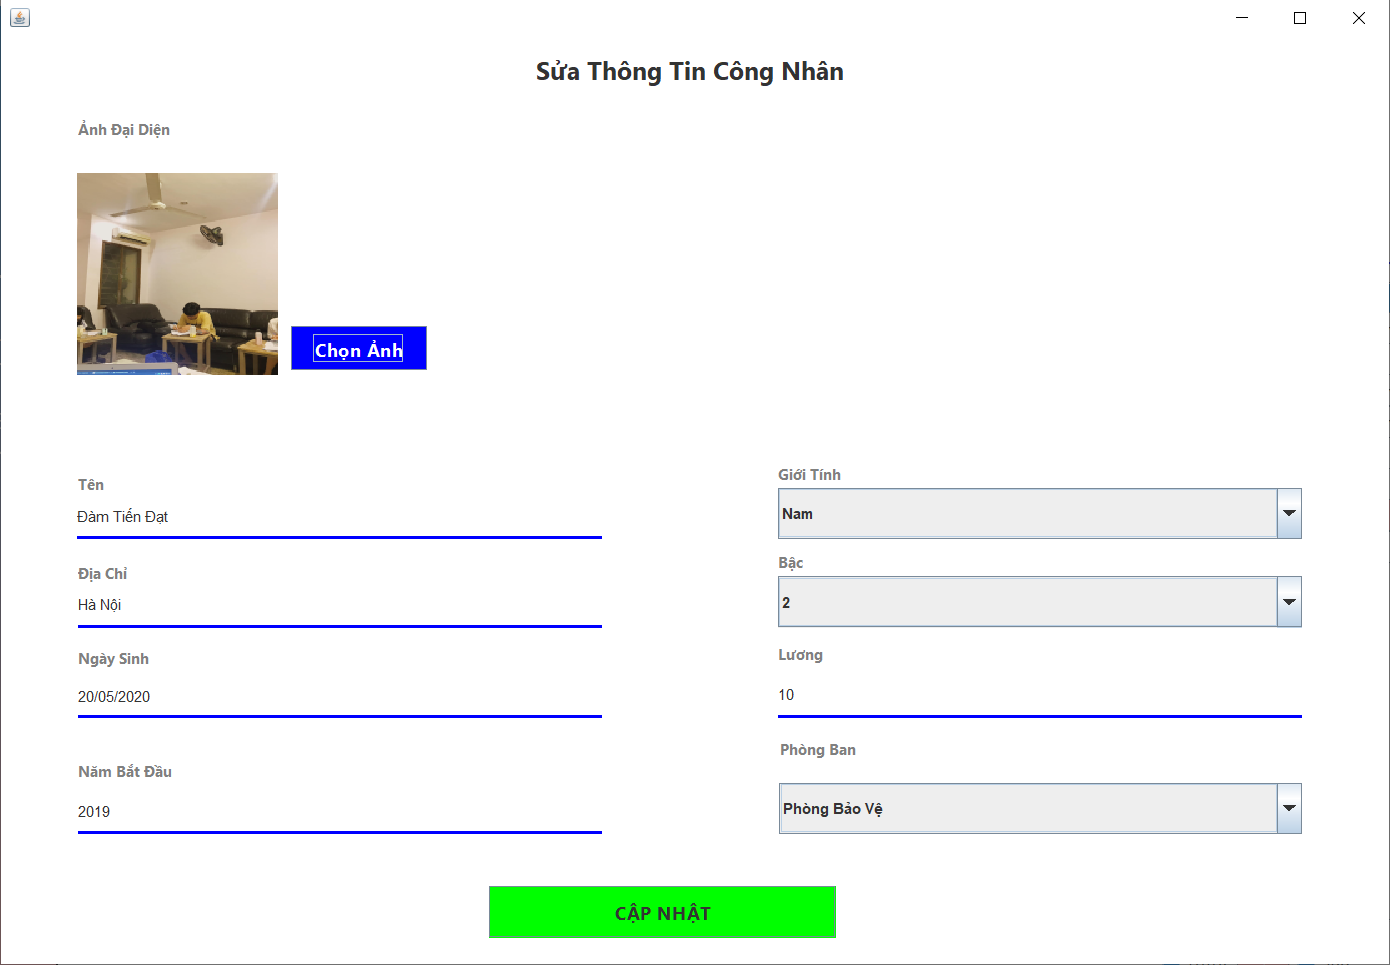 Sửa Thông Tin Công Nhân
Ảnh Đại Diện
Chọn Ảnh
Tên
Đàm Tiến Đạt
Địa Chỉ
Hà Nội
Ngày Sinh
20/05/2020
Năm Bắt Đầu
2019
Giới Tính
Nam
Bậc
2
Lương
10
Phòng Ban
Phòng Bảo Vệ
CẬP NHẬT